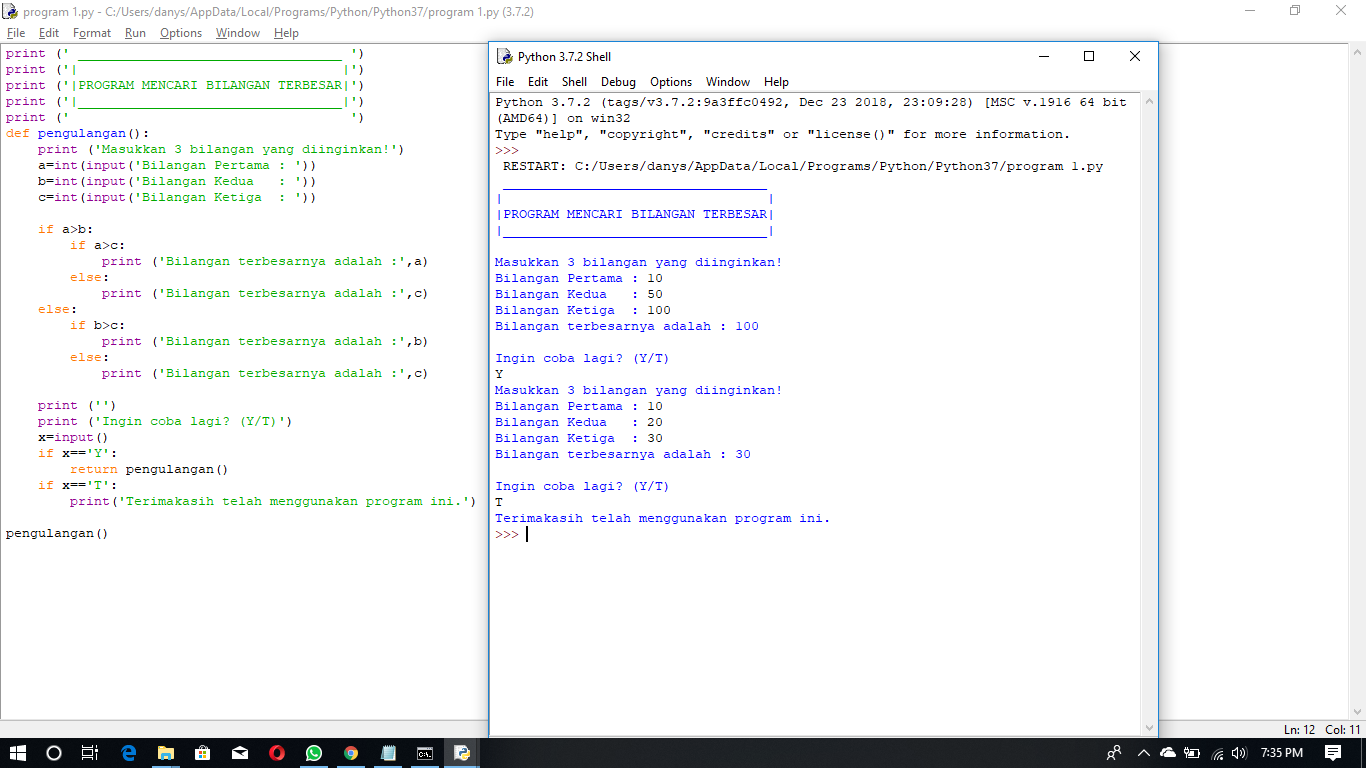 program 1.py - C:/Users/danys/AppData/Local/Programs/Python/Python37/program 1.py (3.7.2)
File Edit Format Run Options Window Help
print (' _________________________________ ')
print ('|                                 |')
print ('|PROGRAM MENCARI BILANGAN TERBESAR|')
print ('|_________________________________|')
print ('                                   ')
def pengulangan():
    print ('Masukkan 3 bilangan yang diinginkan!')
    a=int(input('Bilangan Pertama : '))
    b=int(input('Bilangan Kedua   : '))
    c=int(input('Bilangan Ketiga  : '))

    if a>b:
        if a>c:
            print ('Bilangan terbesarnya adalah :',a)
        else:
            print ('Bilangan terbesarnya adalah :',c)
    else:
        if b>c:
            print ('Bilangan terbesarnya adalah :',b)
        else:
            print ('Bilangan terbesarnya adalah :',c)

    print ('')
    print ('Ingin coba lagi? (Y/T)')
    x=input()
    if x=='Y':
        return pengulangan()
    if x=='T':
        print('Terimakasih telah menggunakan program ini.')

pengulangan()
Python 3.7.2 Shell
File Edit Shell Debug Options Window Help
Python 3.7.2 (tags/v3.7.2:9a3ffc0492, Dec 23 2018, 23:09:28) [MSC v.1916 64 bit
(AMD64)] on win32
Type "help", "copyright", "credits" or "license()" for more information.
>>>
 RESTART: C:/Users/danys/AppData/Local/Programs/Python/Python37/program 1.py
 _________________________________
|                                 |
|PROGRAM MENCARI BILANGAN TERBESAR|
|_________________________________|

Masukkan 3 bilangan yang diinginkan!
Bilangan Pertama : 10
Bilangan Kedua   : 50
Bilangan Ketiga  : 100
Bilangan terbesarnya adalah : 100

Ingin coba lagi? (Y/T)
Y
Masukkan 3 bilangan yang diinginkan!
Bilangan Pertama : 10
Bilangan Kedua   : 20
Bilangan Ketiga  : 30
Bilangan terbesarnya adalah : 30

Ingin coba lagi? (Y/T)
T
Terimakasih telah menggunakan program ini.
>>>
Ln: 12 Col: 11
C:\.
7:35 PM